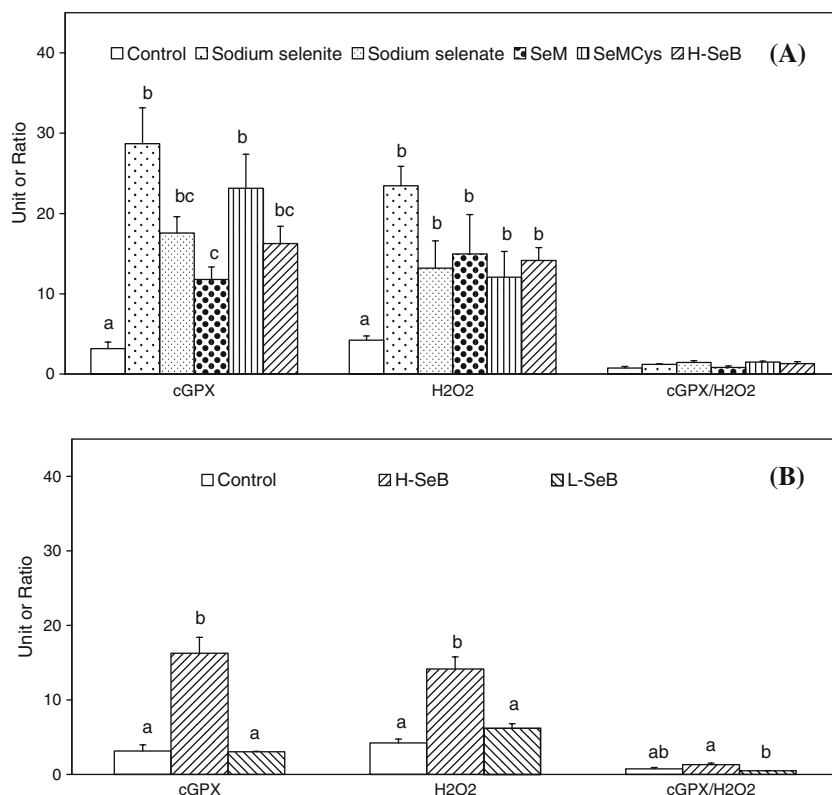 40
30
20
10
0
Unit or Ratio
Control Sodium selenite Sodium selenate SeM SeMCys H-SeB (A)
a b bc c b bc
a b b b b b
cGPX H2O2 cGPX/H2O2
40
30
20
10
0
Unit or Ratio
Control H-SeB L-SeB (B)
a b a
a b a
ab a b
cGPX H2O2 cGPX/H2O2